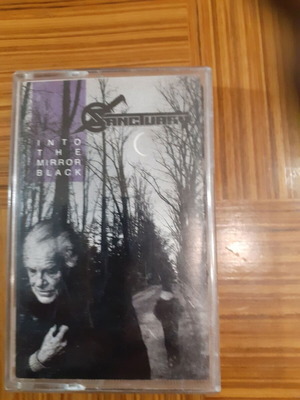 SANCTUARY
INTO
THE
MIRROR
BLACK